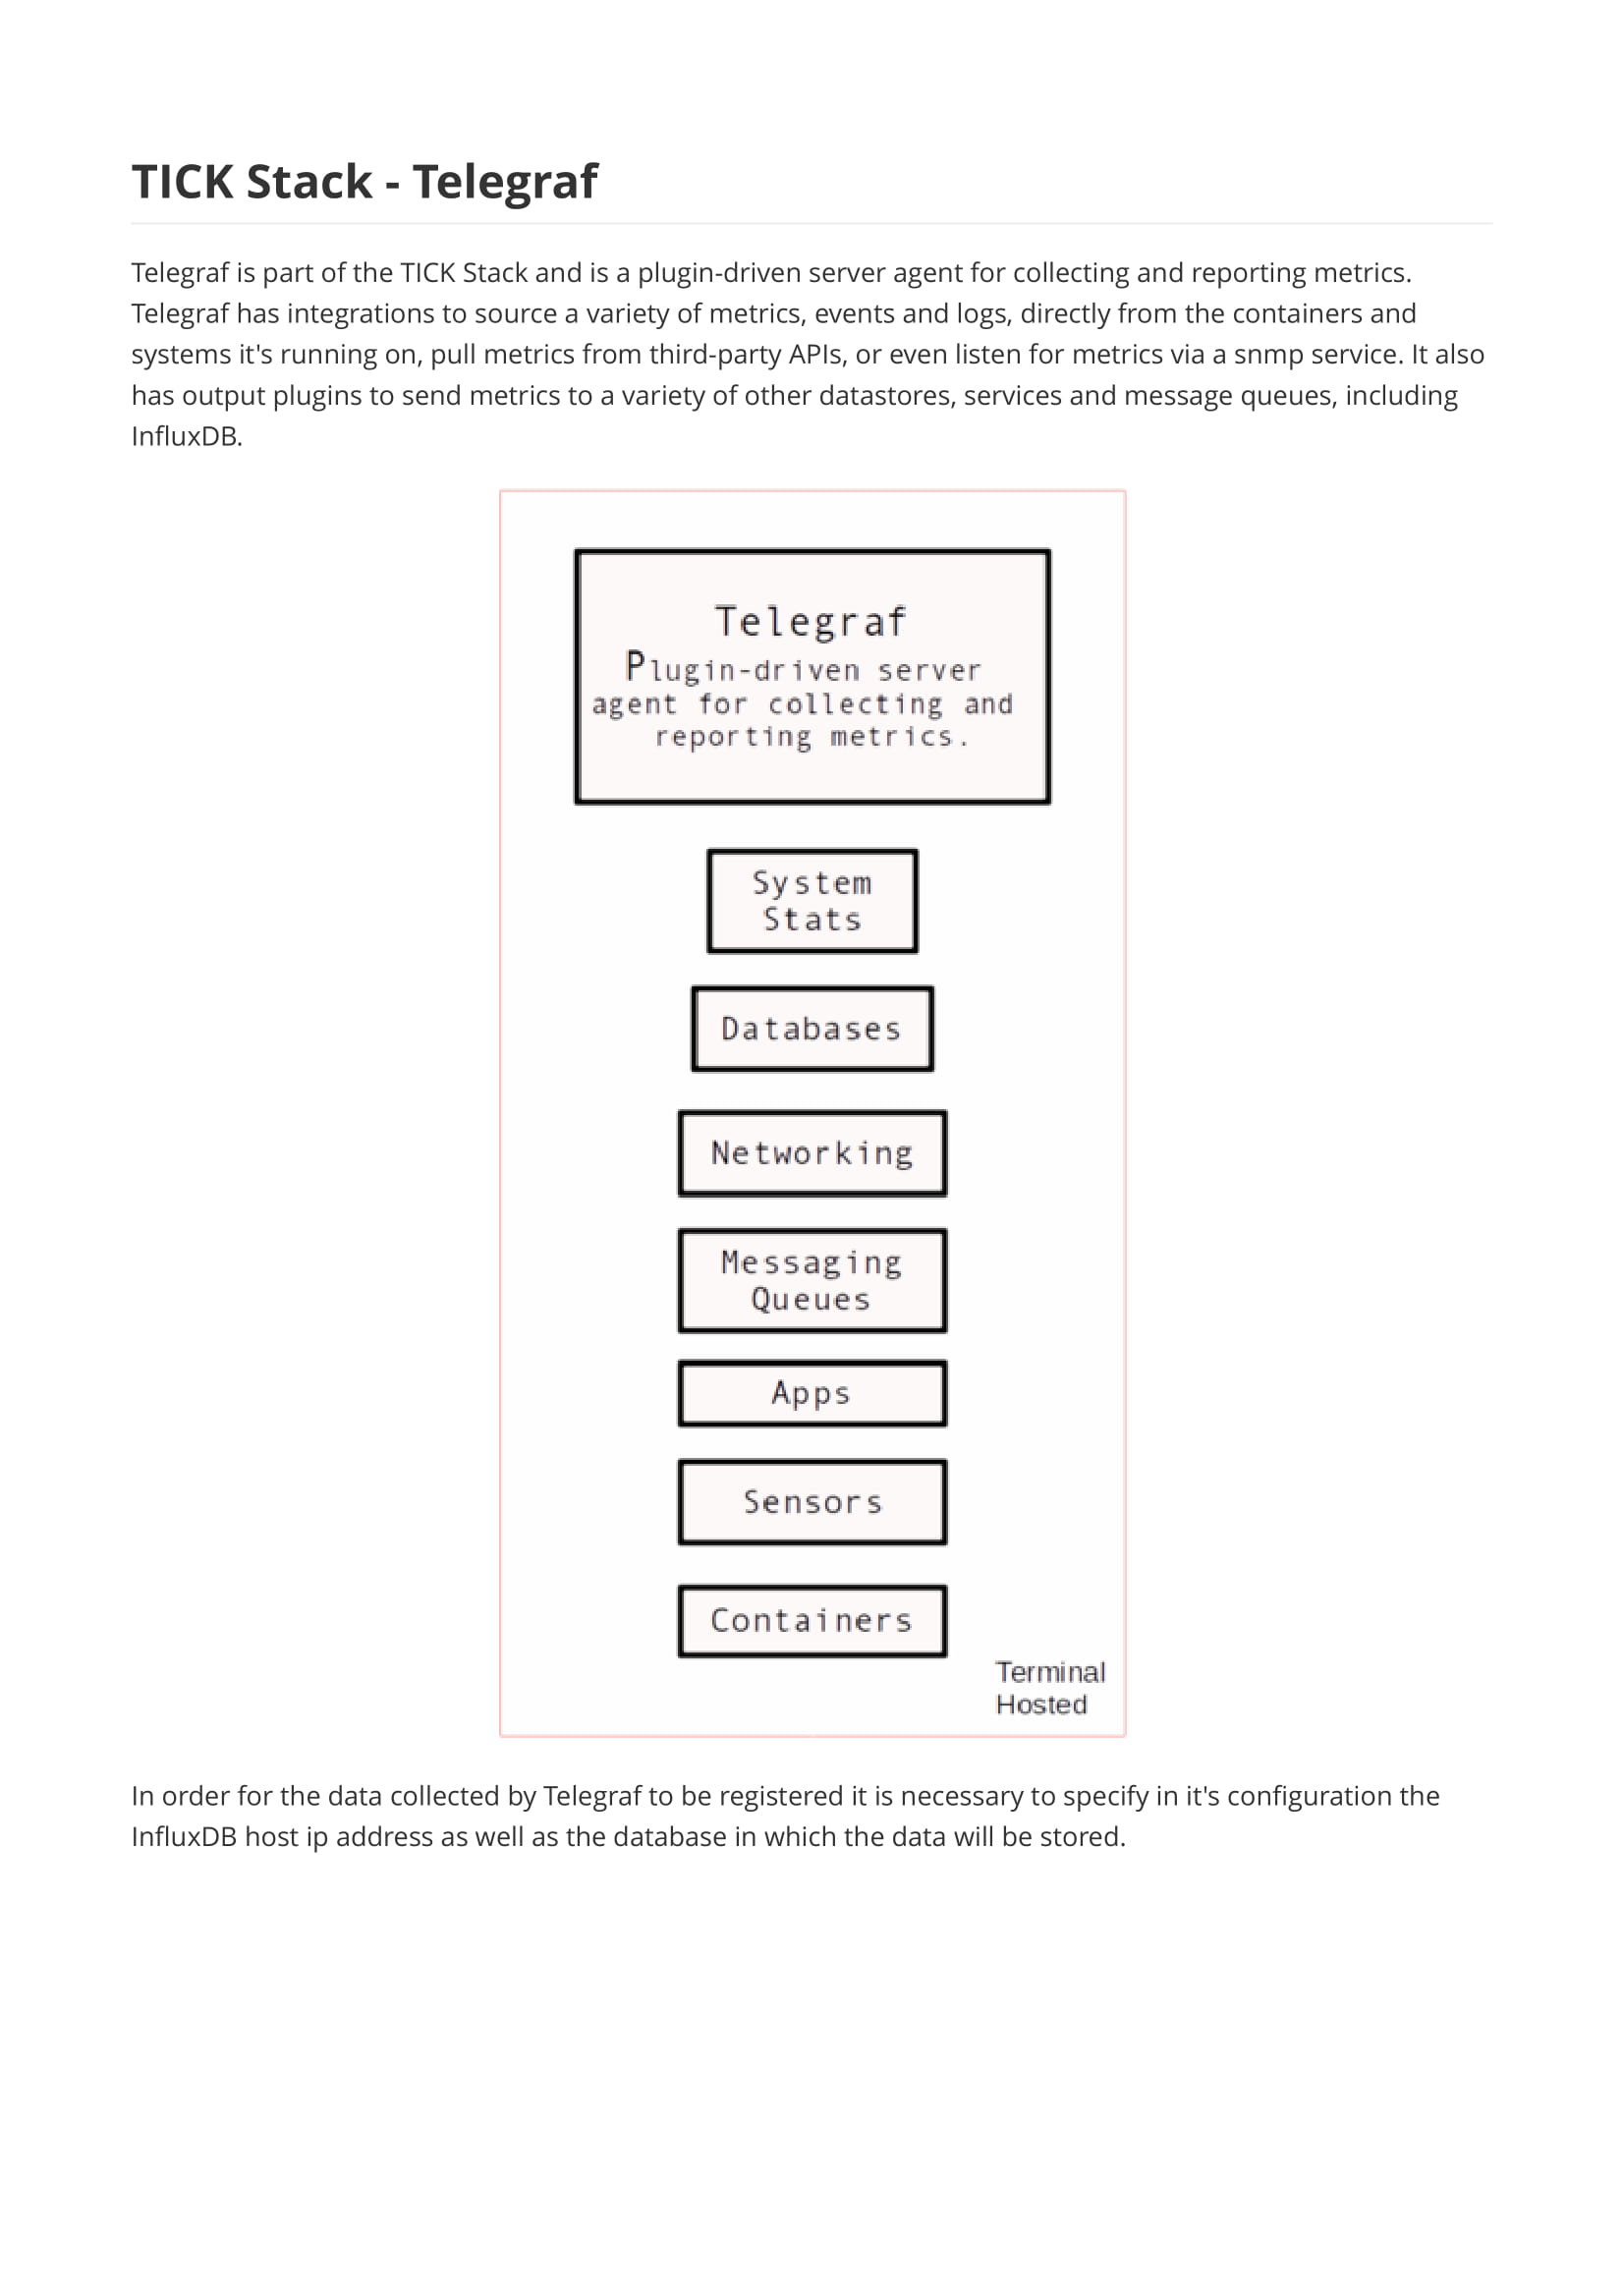 TICK Stack - Telegraf
Telegraf is part of the TICK Stack and is a plugin-driven server agent for collecting and reporting metrics.
Telegraf has integrations to source a variety of metrics, events and logs, directly from the containers and
systems it's running on, pull metrics from third-party APIs, or even listen for metrics via a snmp service. It also
has output plugins to send metrics to a variety of other datastores, services and message queues, including
InfluxDB.
Telegraf
Plugin-driven server
agent for collecting and
reporting metrics.
System
Stats
Databases
Networking
Messaging
Queues
Apps
Sensors
Containers
Terminal
Hosted
In order for the data collected by Telegraf to be registered it is necessary to specify in it's configuration the
InfluxDB host ip address as well as the database in which the data will be stored.